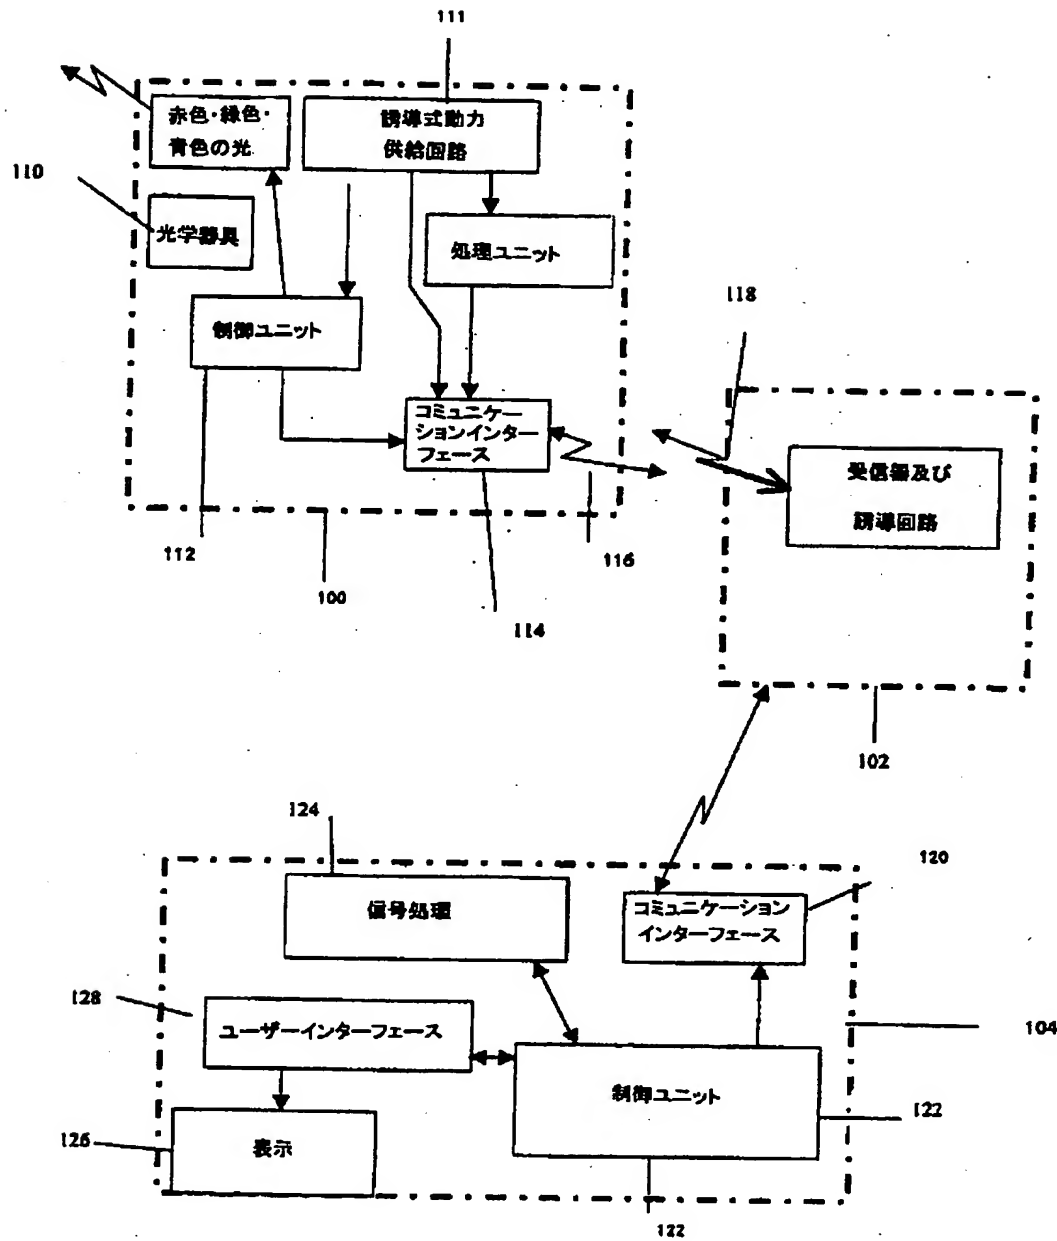 111
赤色・緑色・
青色の光
誘導式動力
供給回路
110
光学器具
処理ユニット
118
制御ユニット
コミュニケー
ションインター
フェース
受信器及び
誘導回路
112
116
100
114
102
124
120
信号処理
コミュニケーション
インターフェース
128
ユーザーインターフェース
104
制御ユニット
122
126
表示
122